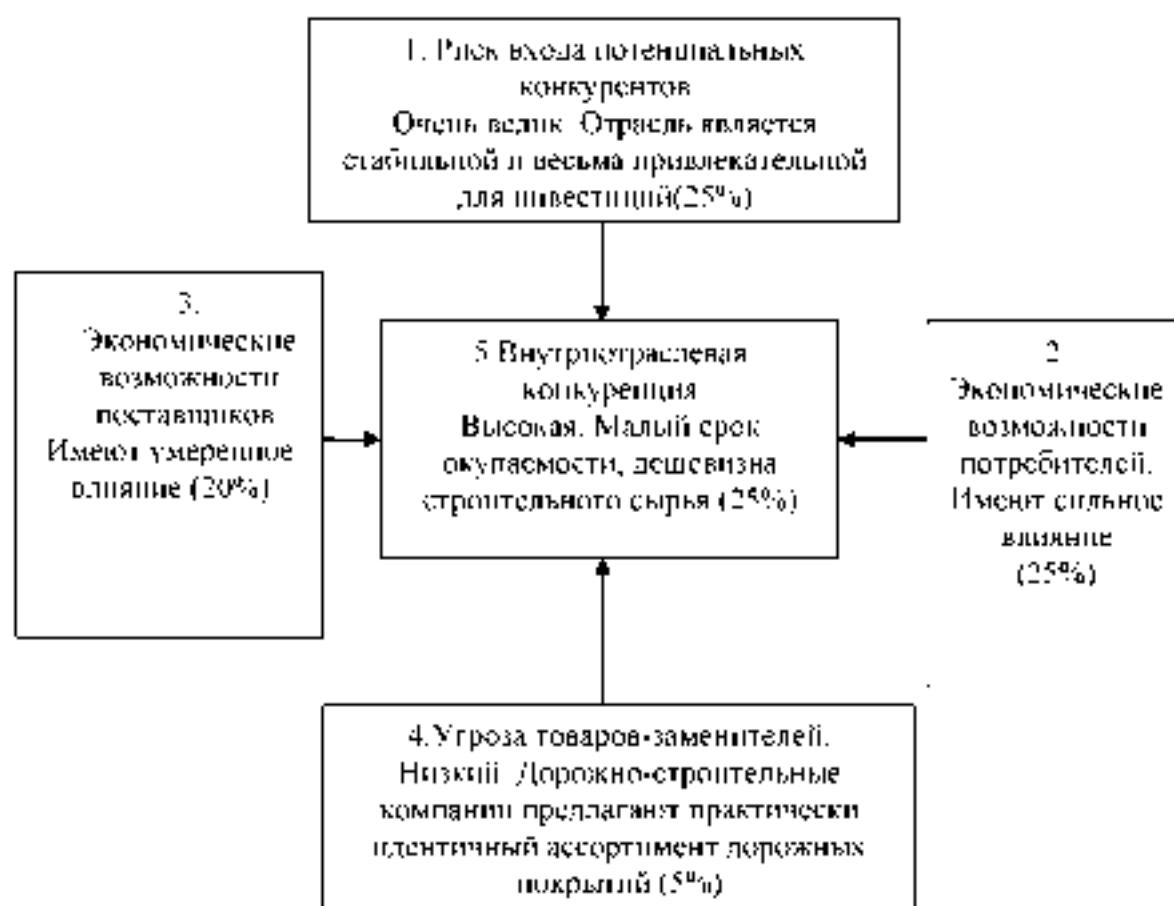 1. Риск входа потенциальных
конкурентов
Очень велик. Отрасль является
стабильной и весьма привлекательной
для инвестиций(25%)
3.
Экономические
возможности
поставщиков
Имеют умеренное
влияние (20%)
5.Внутриотраслевая
конкуренция
Высокая. Малый срок
окупаемости, дешевизна
строительного сырья (25%)
2
Экономические
возможности
потребителей.
Имеют сильное
влияние
(25%)
4.Угроза товаров-заменителей.
Низкий. Дорожно-строительные
компании предлагают практически
идентичный ассортимент дорожных
покрытий (5%)